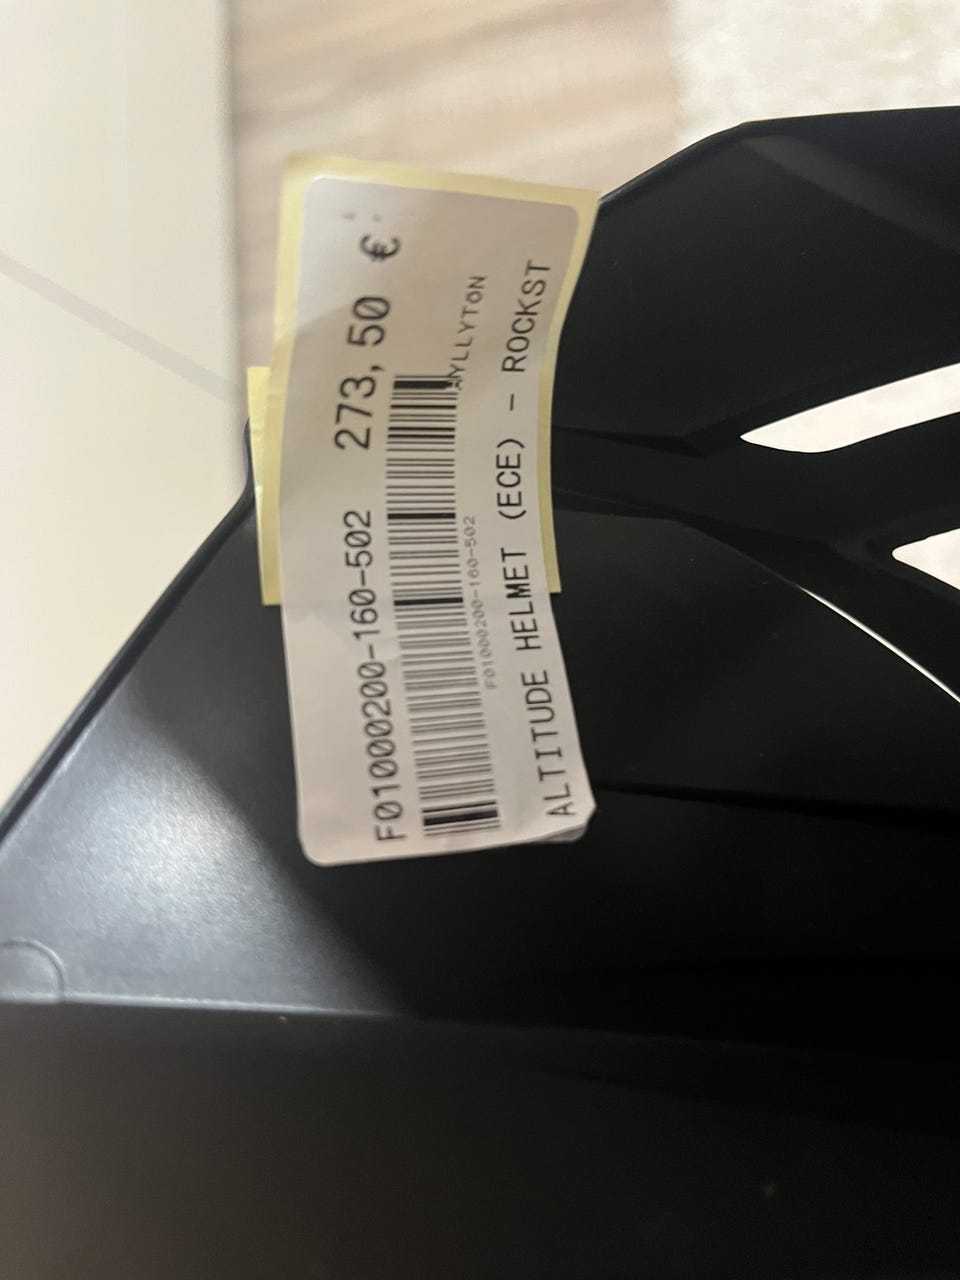 F01000200-160-502 273,50 €
F01000200-160-502
ALTITUDE HELMET (ECE) - ROCKST